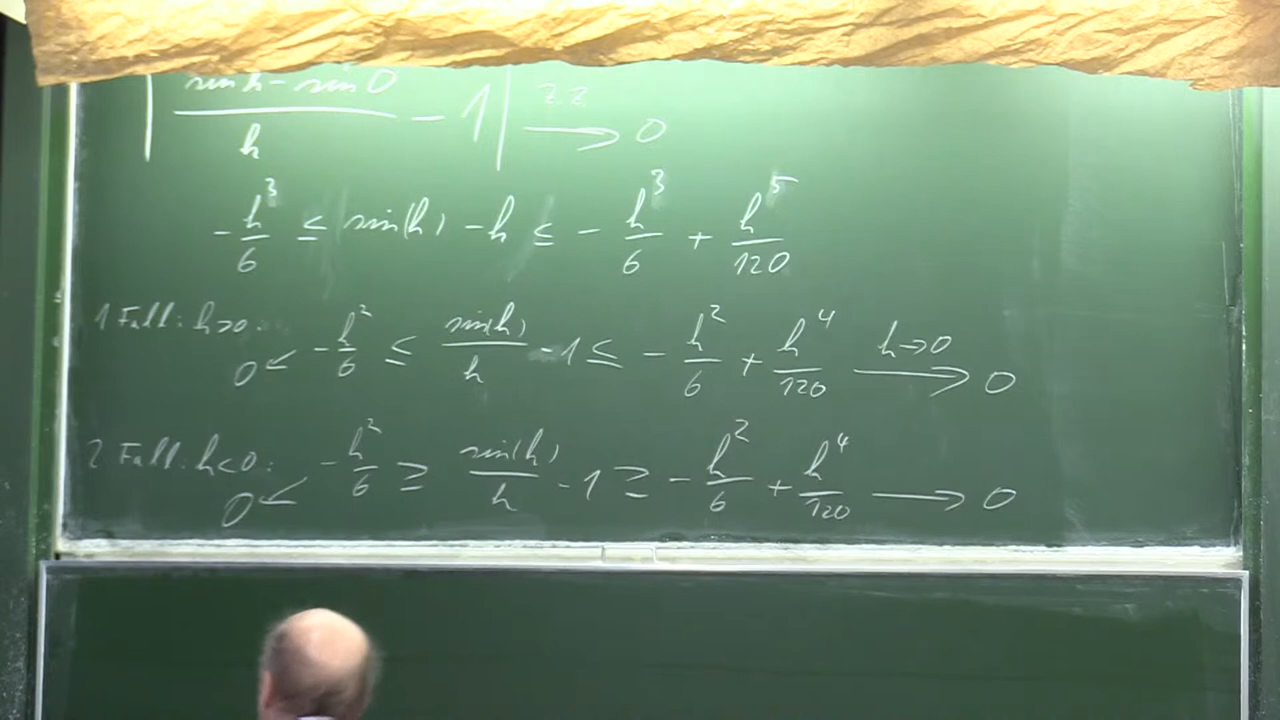 | (sin h - sin 0)/h - 1 | zz → 0
-h³/6 ≤ sin(h) - h ≤ - h³/6 + h⁵/120
1 Fall: h>0: 0 ← -h²/6 ≤ sin(h)/h - 1 ≤ - h²/6 + h⁴/120 h→0 → 0
2 Fall: h<0: 0 ← -h²/6 ≥ sin(h)/h - 1 ≥ - h²/6 + h⁴/120 → 0